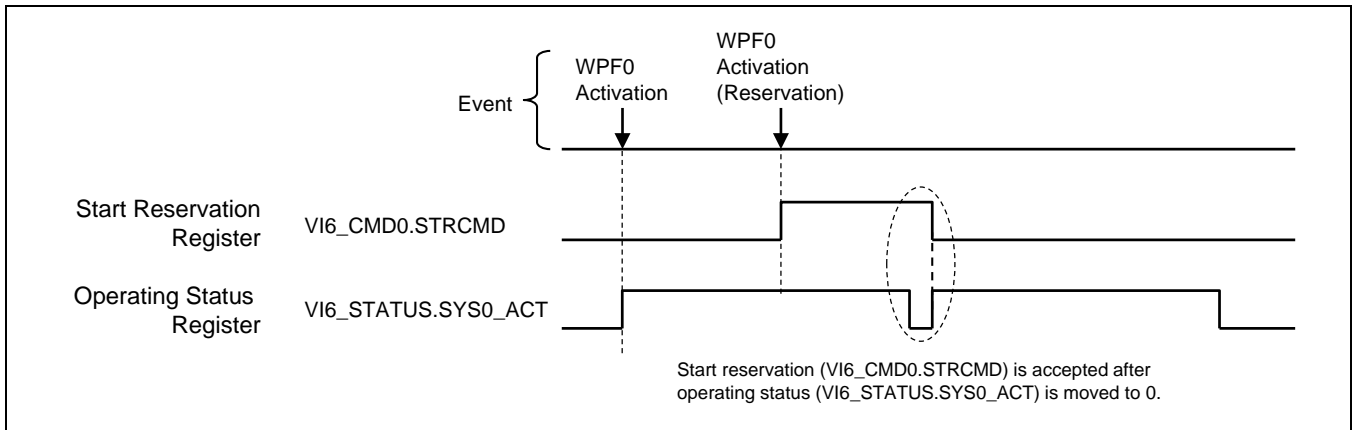 WPF0
Activation
WPF0
Activation
(Reservation)
Event
Start Reservation
Register
VI6_CMD0.STRCMD
Operating Status
Register
VI6_STATUS.SYS0_ACT
Start reservation (VI6_CMD0.STRCMD) is accepted after
operating status (VI6_STATUS.SYS0_ACT) is moved to 0.